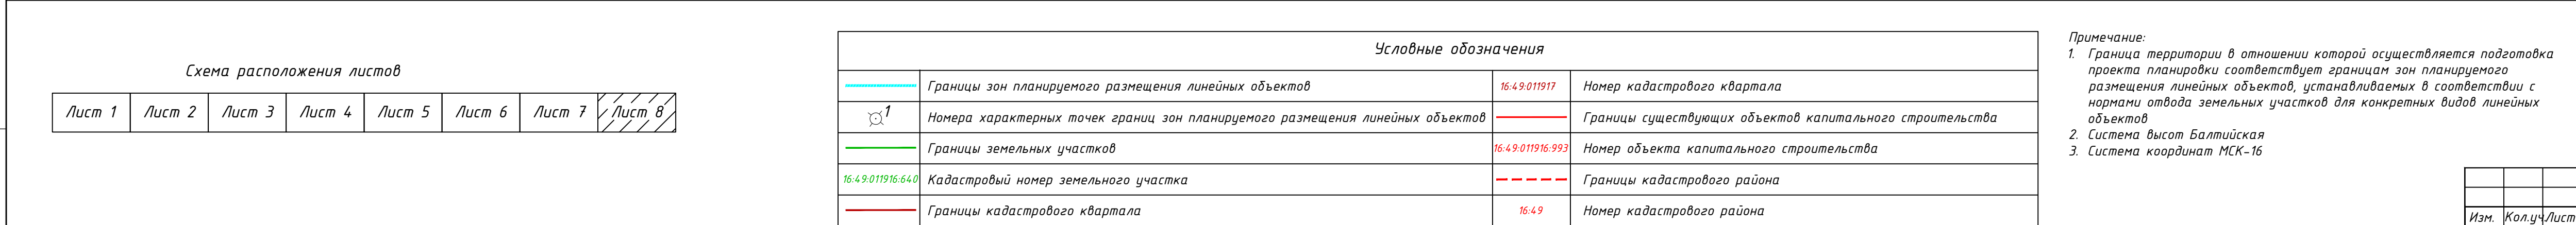 Схема расположения листов
Лист 1 Лист 2 Лист 3 Лист 4 Лист 5 Лист 6 Лист 7 Лист 8
Условные обозначения
Границы зон планируемого размещения линейных объектов
16:49:011917 Номер кадастрового квартала
1 Номера характерных точек границ зон планируемого размещения линейных объектов
Границы существующих объектов капитального строительства
Границы земельных участков
16:49:011916:993 Номер объекта капитального строительства
16:49:011916:640 Кадастровый номер земельного участка
Границы кадастрового района
Границы кадастрового квартала
16:49 Номер кадастрового района
Примечание:
1. Граница территории в отношении которой осуществляется подготовка
проекта планировки соответствует границам зон планируемого
размещения линейных объектов, устанавливаемых в соответствии с
нормами отвода земельных участков для конкретных видов линейных
объектов
2. Система высот Балтийская
3. Система координат МСК-16
Изм. Кол.уч Лист